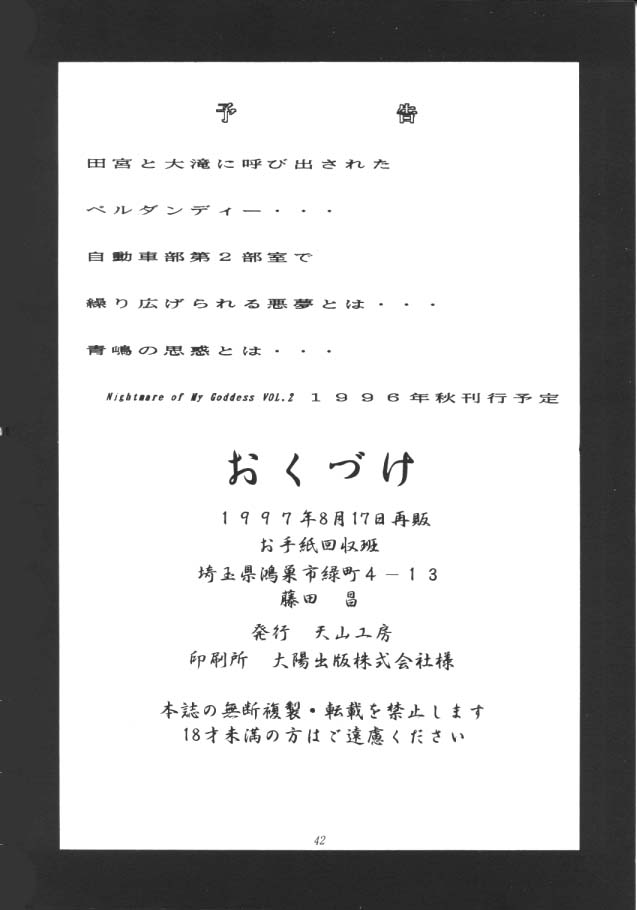 予告
田宮と大滝に呼び出された
ベルダンディー・・・
自動車部第２部室で
繰り広げられる悪夢とは・・・
青嶋の思惑とは・・・
Nightmare of My Goddess VOL.2 １９９６年秋刊行予定
おくづけ
１９９７年8月17日再販
お手紙回収班
埼玉県鴻巣市緑町４－１３
藤田　昌
発行　天山工房
印刷所　大陽出版株式会社様
本誌の無断複製・転載を禁止します
18才未満の方はご遠慮ください
42